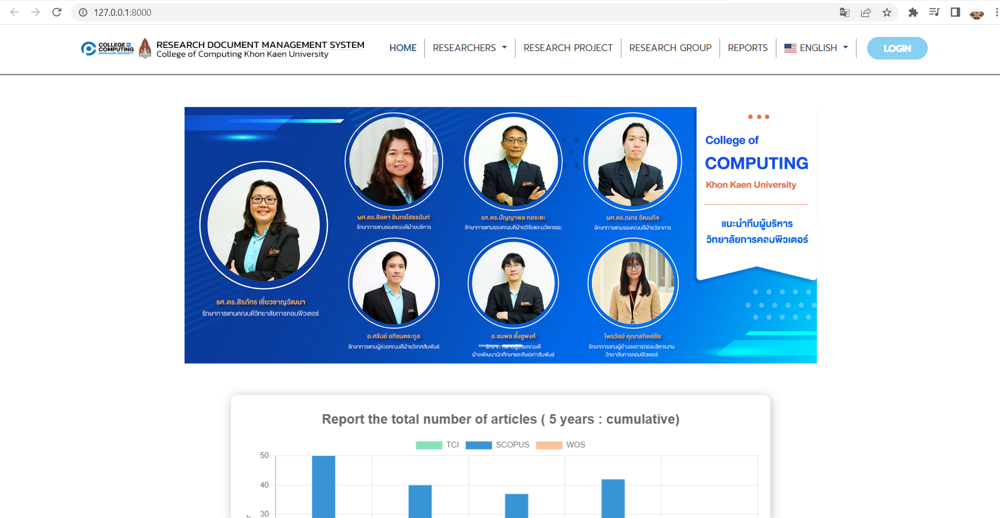 127.0.0.1:8000
COLLEGE OF
COMPUTING
KHON KAEN UNIVERSITY
RESEARCH DOCUMENT MANAGEMENT SYSTEM
College of Computing Khon Kaen University
HOME
RESEARCHERS
RESEARCH PROJECT
RESEARCH GROUP
REPORTS
ENGLISH
LOGIN
College of
COMPUTING
Khon Kaen University
แนะนำทีมผู้บริหาร
วิทยาลัยการคอมพิวเตอร์
ผศ.ดร.สิลดา อินทรโสธรฉันท์
รักษาการแทนรองคณบดีฝ่ายบริหาร
รศ.ดร.ปัญญาพล หอระตะ
รักษาการแทนรองคณบดีฝ่ายวิจัยและนวัตกรรม
ผศ.ดร.ณกร วัฒนกิจ
รักษาการแทนรองคณบดีฝ่ายวิชาการ
รศ.ดร.สิรภัทร เชี่ยวชาญวัฒนา
รักษาการแทนคณบดีวิทยาลัยการคอมพิวเตอร์
อ.ศรันย์ อภิชนตระกูล
รักษาการแทนผู้ช่วยคณบดีฝ่ายวิเทศสัมพันธ์
อ.ธนพล ตั้งชูพงศ์
รักษาการแทนผู้ช่วยคณบดี
ฝ่ายพัฒนานักศึกษาและศิษย์เก่าสัมพันธ์
ไพรวัลย์ คุณาสถิตย์ชัย
รักษาการแทนผู้อำนวยการกองบริหารงาน
วิทยาลัยการคอมพิวเตอร์
Report the total number of articles ( 5 years : cumulative)
TCI SCOPUS WOS
50
40
30